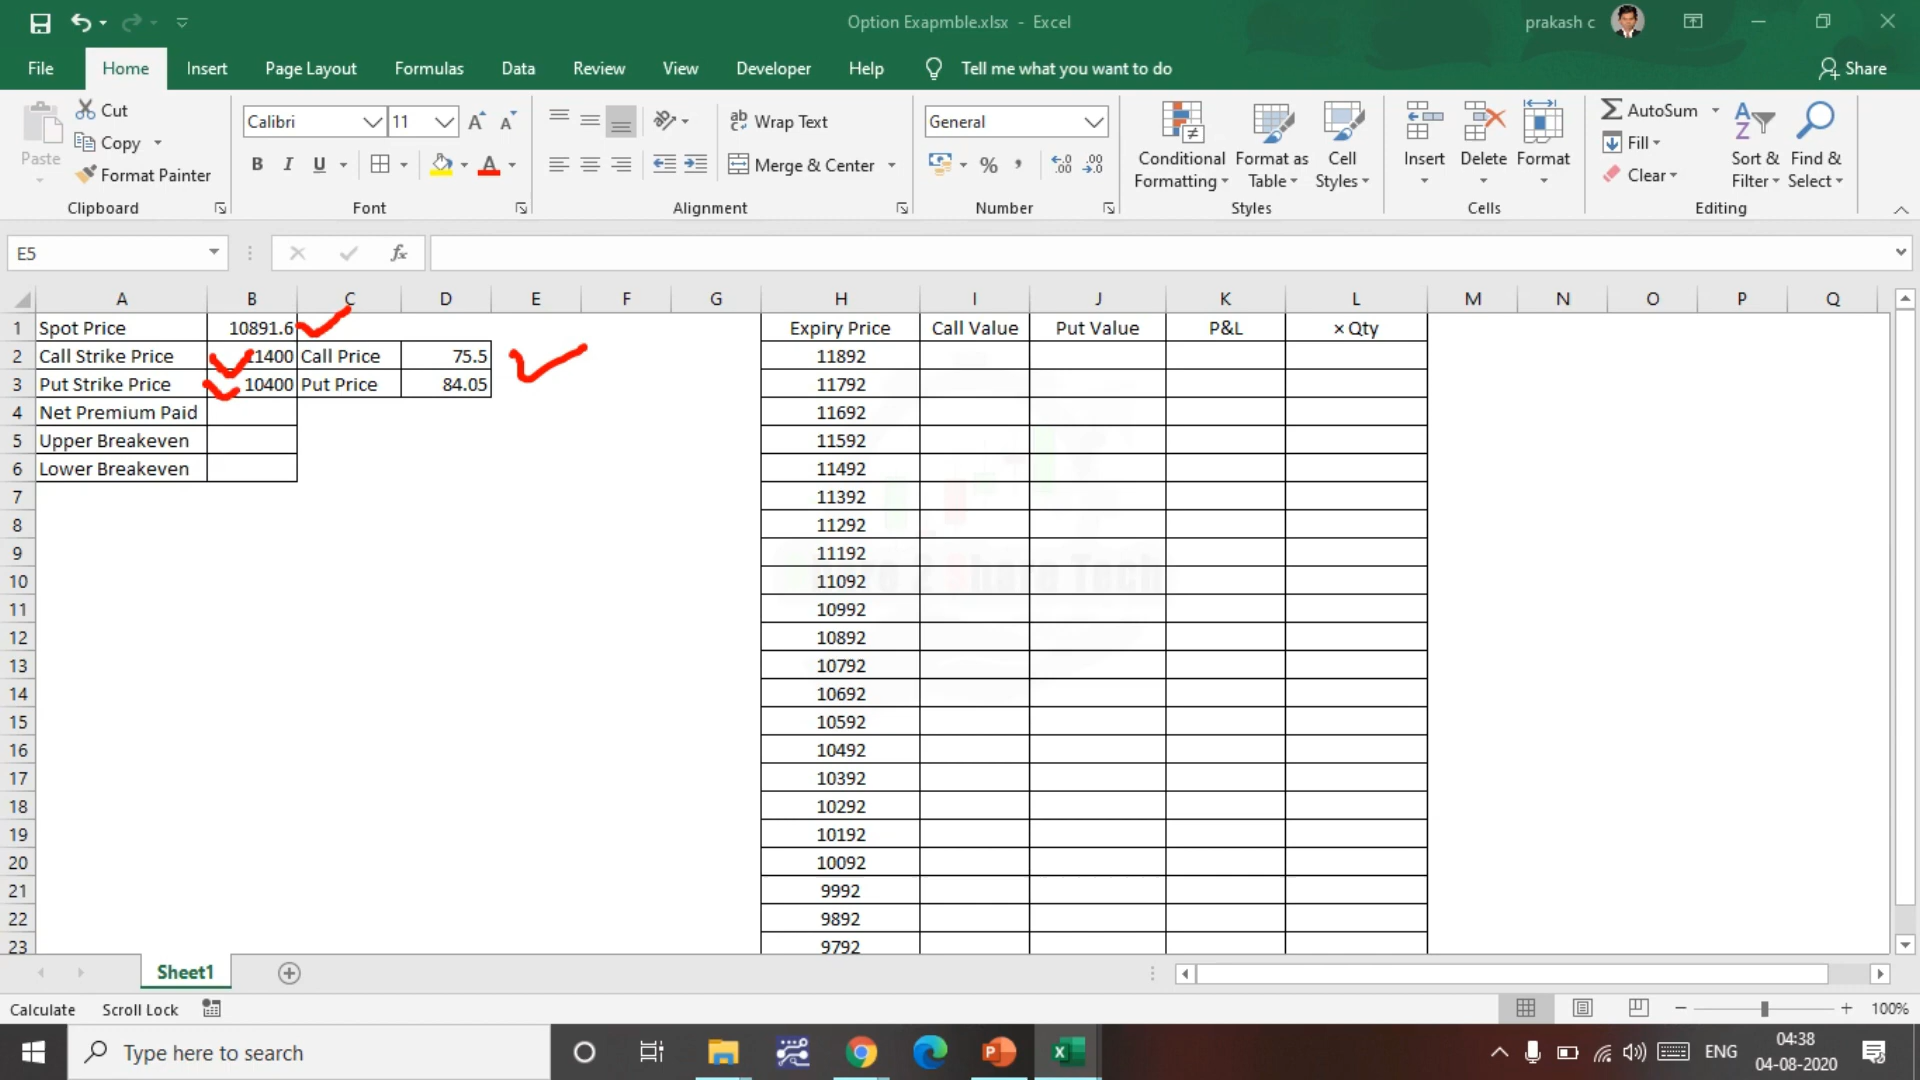 Option Exapmble.xlsx - Excel
prakash c
File Home Insert Page Layout Formulas Data Review View Developer Help Tell me what you want to do Share
Paste
Cut
Copy
Format Painter
Clipboard
Calibri 11
B I U A
Font
Wrap Text
Merge & Center
Alignment
General
%
Number
Conditional Formatting
Format as Table
Cell Styles
Styles
Insert Delete Format
Cells
AutoSum
Fill
Clear
Sort & Filter
Find & Select
Editing
E5 fx
A B C D E F G H I J K L M N O P Q
1 Spot Price 10891.6 Expiry Price Call Value Put Value P&L × Qty
2 Call Strike Price 11400 Call Price 75.5 11892
3 Put Strike Price 10400 Put Price 84.05 11792
4 Net Premium Paid 11692
5 Upper Breakeven 11592
6 Lower Breakeven 11492
7 11392
8 11292
9 11192
10 11092
11 10992
12 10892
13 10792
14 10692
15 10592
16 10492
17 10392
18 10292
19 10192
20 10092
21 9992
22 9892
23 9792
Sheet1
Calculate Scroll Lock 100%
Type here to search
ENG
04:38
04-08-2020